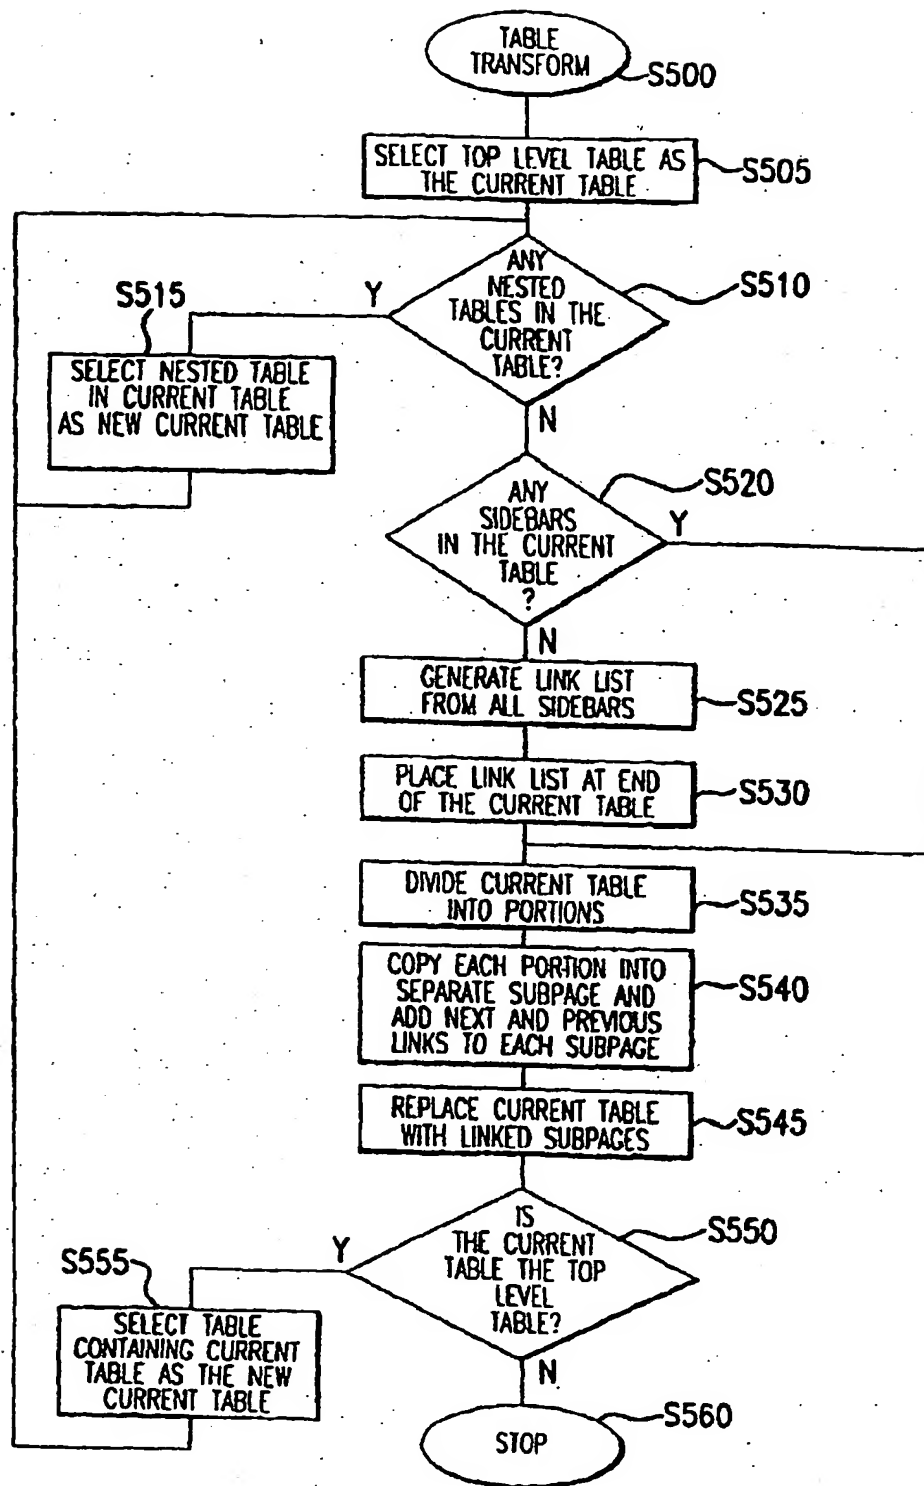 TABLE
TRANSFORM
S500
SELECT TOP LEVEL TABLE AS
THE CURRENT TABLE
S505
ANY
NESTED
TABLES IN THE
CURRENT
TABLE?
S510
Y
N
S515
SELECT NESTED TABLE
IN CURRENT TABLE
AS NEW CURRENT TABLE
ANY
SIDEBARS
IN THE CURRENT
TABLE
?
S520
Y
N
GENERATE LINK LIST
FROM ALL SIDEBARS
S525
PLACE LINK LIST AT END
OF THE CURRENT TABLE
S530
DIVIDE CURRENT TABLE
INTO PORTIONS
S535
COPY EACH PORTION INTO
SEPARATE SUBPAGE AND
ADD NEXT AND PREVIOUS
LINKS TO EACH SUBPAGE
S540
REPLACE CURRENT TABLE
WITH LINKED SUBPAGES
S545
IS
THE CURRENT
TABLE THE TOP
LEVEL
TABLE?
S550
Y
N
S555
SELECT TABLE
CONTAINING CURRENT
TABLE AS THE NEW
CURRENT TABLE
STOP
S560